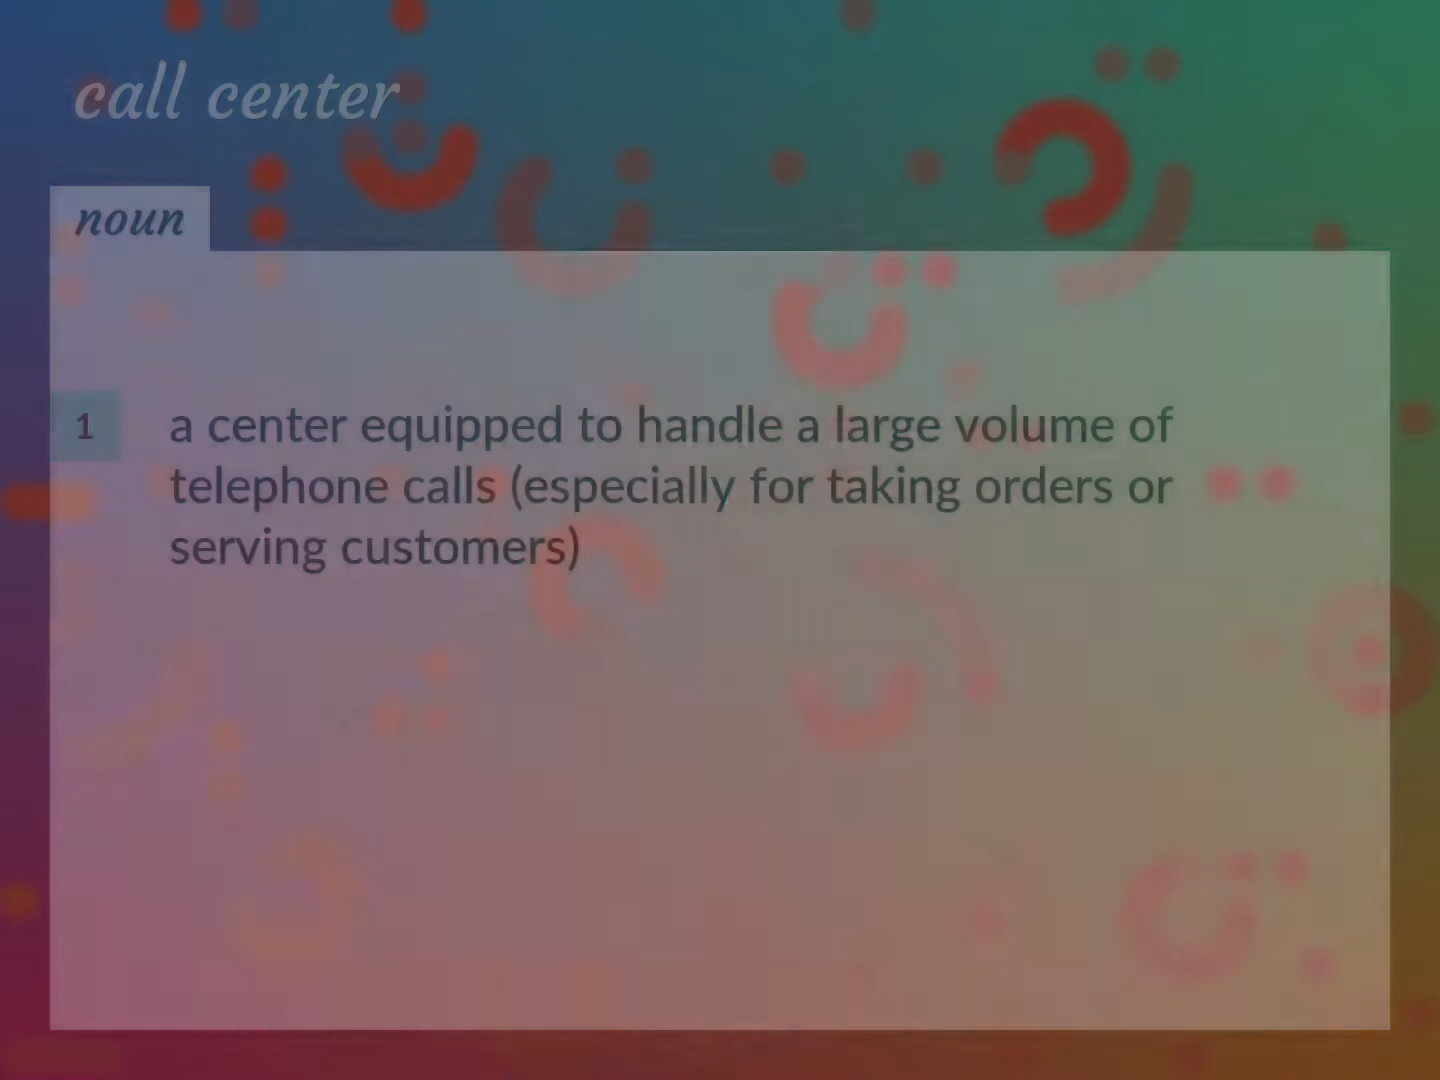 call center
noun
1 a center equipped to handle a large volume of
telephone calls (especially for taking orders or
serving customers)